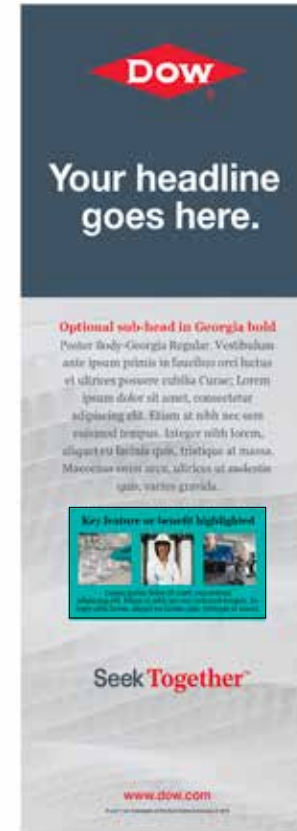 Dow
Your headline
goes here.
Optional sub-head in Georgia bold
Poster Body-Georgia Regular. Vestibulum
ante ipsum primis in faucibus orci luctus
et ultrices posuere cubilia Curae; Lorem
ipsum dolor sit amet, consectetur
adipiscing elit. Etiam at nibh nec sem
euismod tempus. Integer nibh lorem,
aliquet eu lacinia quis, tristique at massa.
Maecenas enim arcu, ultrices ut molestie
quis, varius gravida.
Key feature or benefit highlighted
Seek Together™
www.dow.com